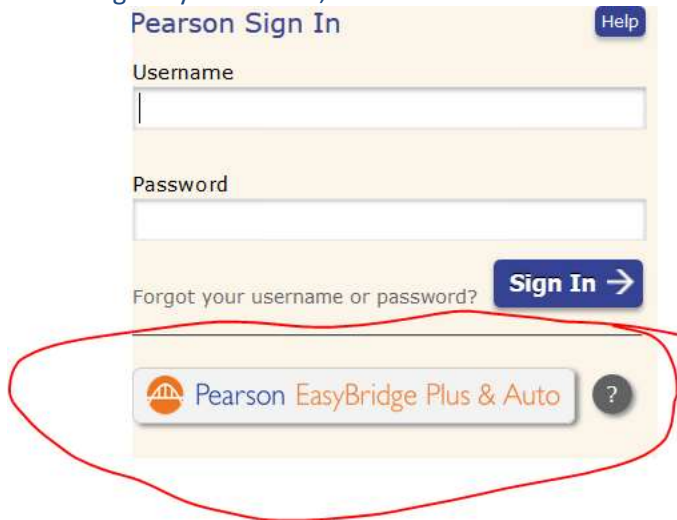 Pearson Sign In Help
Username
Password
Forgot your username or password? Sign In →
Pearson EasyBridge Plus & Auto ?